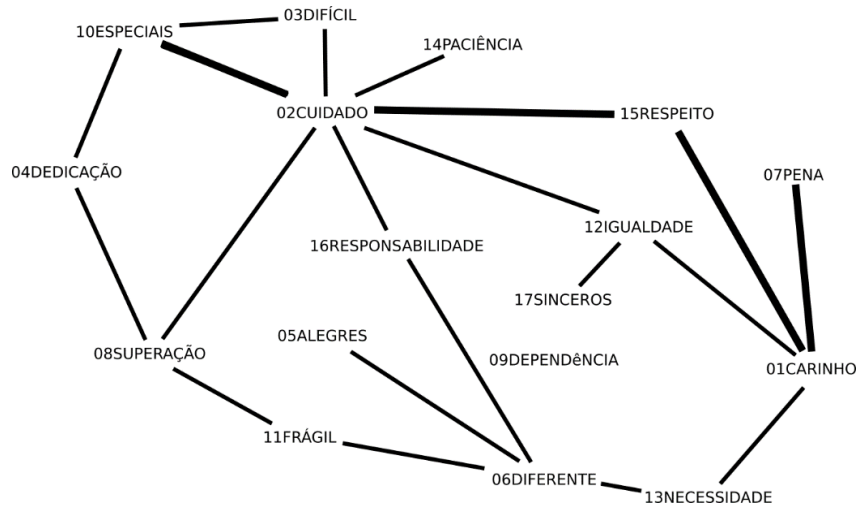 03DIFÍCIL
10ESPECIAIS
14PACIÊNCIA
02CUIDADO
15RESPEITO
04DEDICAÇÃO
07PENA
12IGUALDADE
16RESPONSABILIDADE
17SINCEROS
05ALEGRES
08SUPERAÇÃO
09DEPENDêNCIA
01CARINHO
11FRÁGIL
06DIFERENTE
13NECESSIDADE